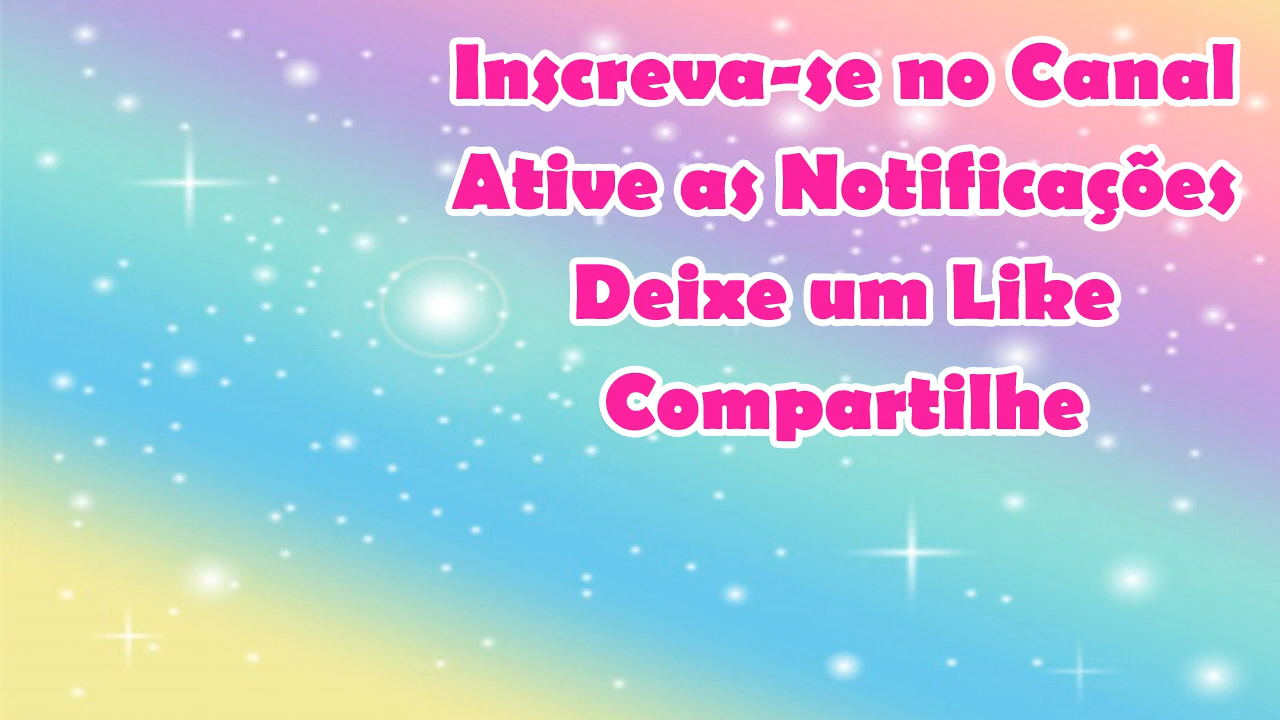 Inscreva-se no Canal
Ative as Notificações
Deixe um Like
Compartilhe